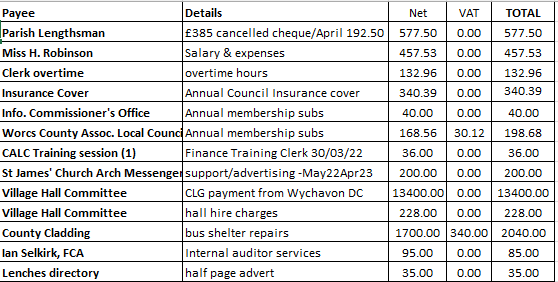 Payee Details Net VAT TOTAL
Parish Lengthsman £385 cancelled cheque/April 192.50 577.50 0.00 577.50
Miss H. Robinson Salary & expenses 457.53 0.00 457.53
Clerk overtime overtime hours 132.96 0.00 132.96
Insurance Cover Annual Council Insurance cover 340.39 0.00 340.39
Info. Commissioner's Office Annual membership subs 40.00 0.00 40.00
Worcs County Assoc. Local Counci Annual membership subs 168.56 30.12 198.68
CALC Training session (1) Finance Training Clerk 30/03/22 36.00 0.00 36.00
St James' Church Arch Messenger support/advertising -May22Apr23 200.00 0.00 200.00
Village Hall Committee CLG payment from Wychavon DC 13400.00 0.00 13400.00
Village Hall Committee hall hire charges 228.00 0.00 228.00
County Cladding bus shelter repairs 1700.00 340.00 2040.00
Ian Selkirk, FCA Internal auditor services 95.00 0.00 85.00
Lenches directory half page advert 35.00 0.00 35.00